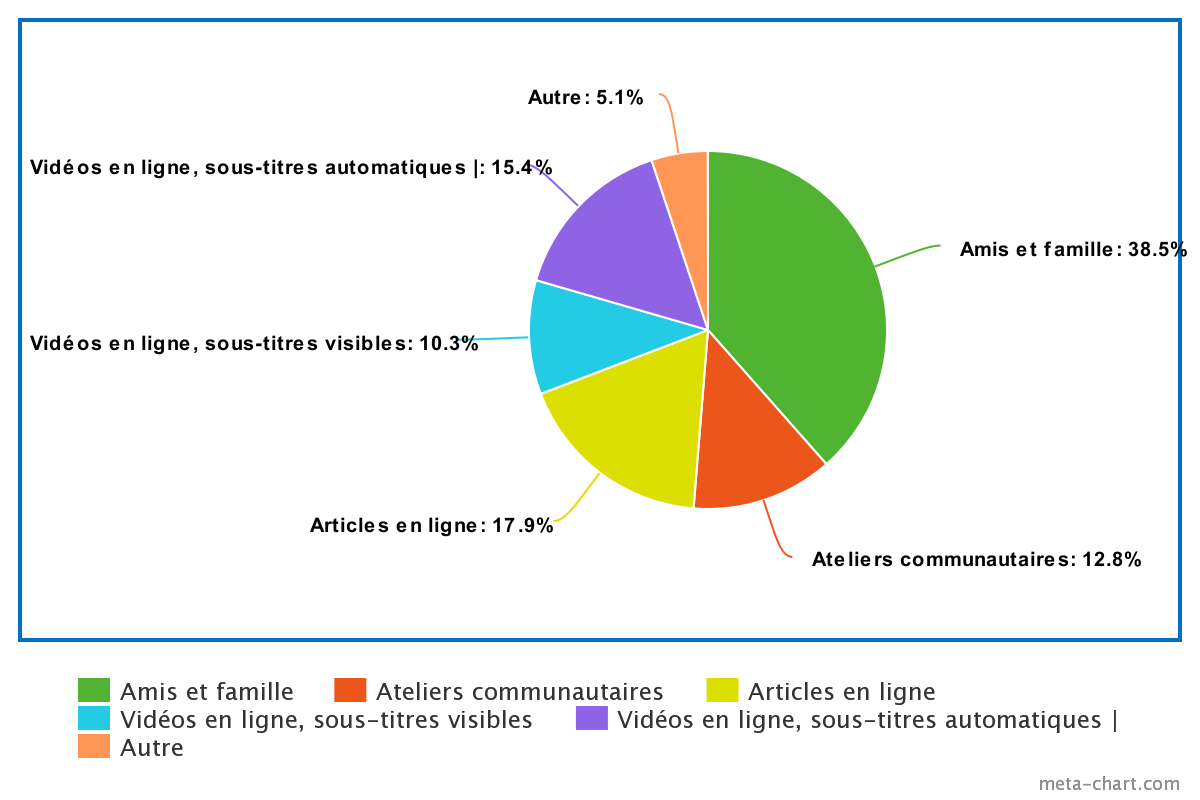 Autre: 5.1%
Vidéos en ligne, sous-titres automatiques |: 15.4%
Amis et famille: 38.5%
Vidéos en ligne, sous-titres visibles: 10.3%
Articles en ligne: 17.9%
Ateliers communautaires: 12.8%
Amis et famille Ateliers communautaires Articles en ligne
Vidéos en ligne, sous-titres visibles Vidéos en ligne, sous-titres automatiques |
Autre
meta-chart.com